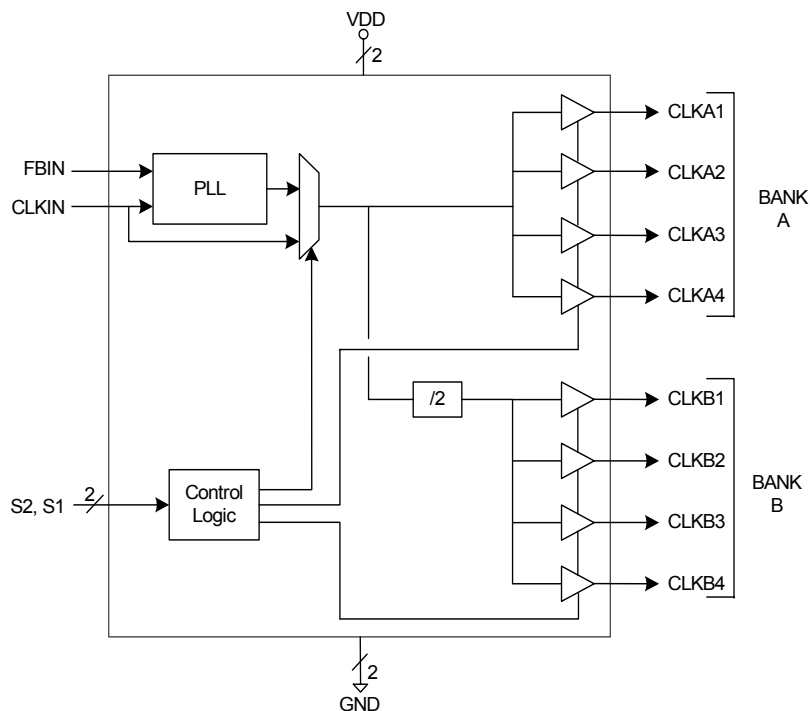 VDD
2
FBIN
CLKIN
PLL
CLKA1
CLKA2
CLKA3
CLKA4
BANK
A
/2
S2, S1
2
Control
Logic
CLKB1
CLKB2
CLKB3
CLKB4
BANK
B
2
GND